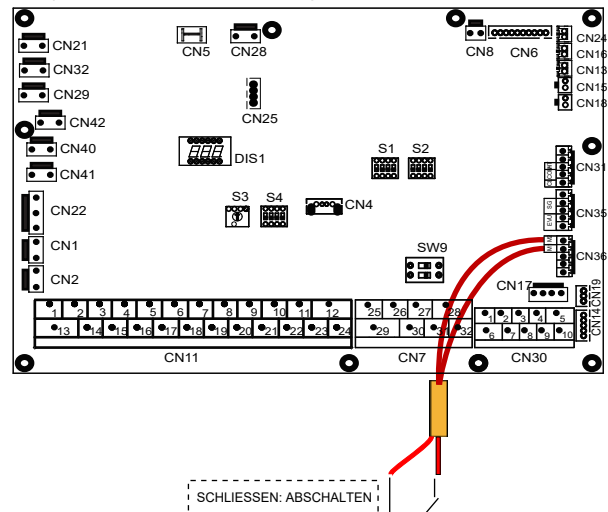 CN21
CN5
CN28
CN8
CN6
CN24
CN16
CN32
CN13
CN29
CN15
CN25
CN18
CN42
CN40
DIS1
S1 S2
CN41
CN31
S3 S4
CN4
SG
EVU
CN22
CN35
M1 M2
CN1
SW9
CN36
CN2
CN17
CN19
CN14
1 2 3 4 5 6 7 8 9 10 11 12
13 14 15 16 17 18 19 20 21 22 23 24
CN11
25 26 27 28
29 30 31 32
CN7
1 2 3 4 5
6 7 8 9 10
CN30
SCHLIESSEN: ABSCHALTEN